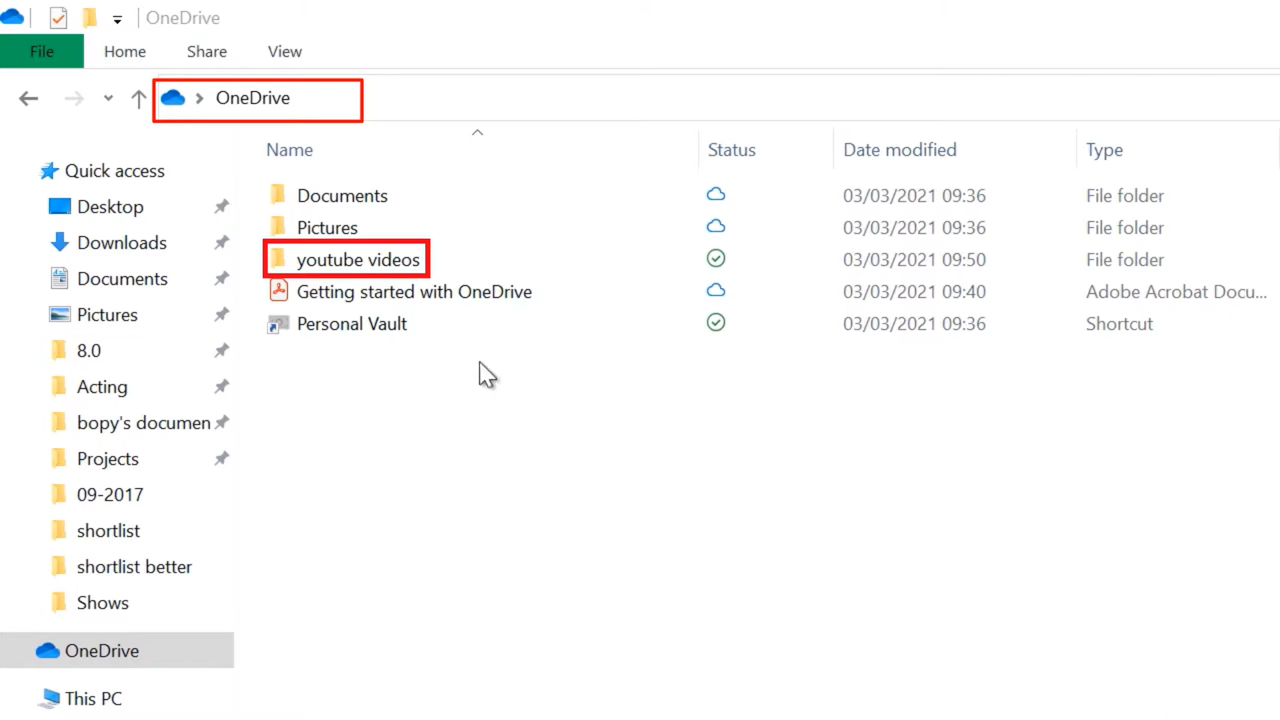 OneDrive
File Home Share View
OneDrive
Name Status Date modified Type
Quick access
Desktop
Downloads
Documents
Pictures
8.0
Acting
bopy's documen
Projects
09-2017
shortlist
shortlist better
Shows
OneDrive
This PC
Documents 03/03/2021 09:36 File folder
Pictures 03/03/2021 09:36 File folder
youtube videos 03/03/2021 09:50 File folder
Getting started with OneDrive 03/03/2021 09:40 Adobe Acrobat Docu...
Personal Vault 03/03/2021 09:36 Shortcut